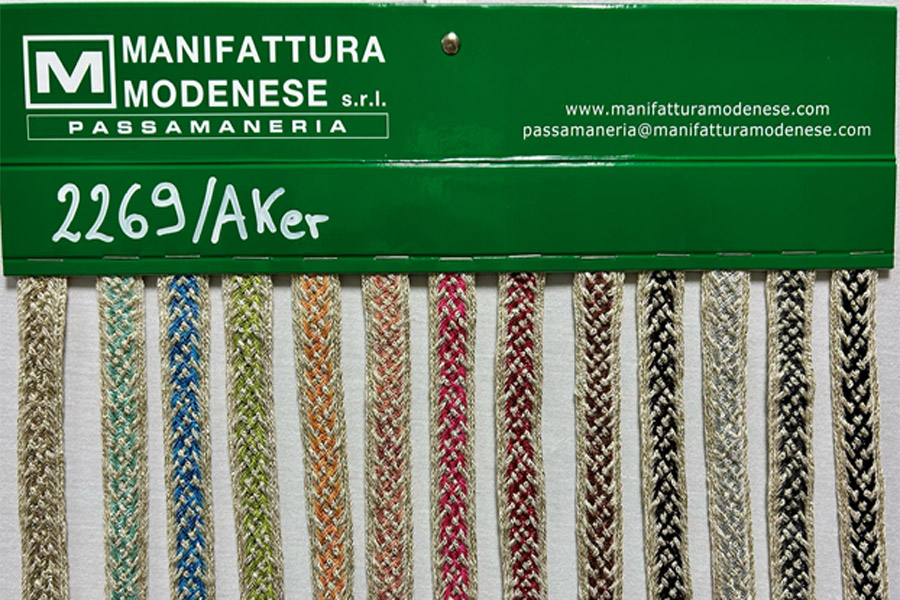 M
MANIFATTURA
MODENESE s.r.l.
PASSAMANERIA
www.manifatturamodenese.com
passamaneria@manifatturamodenese.com
2269/AKer